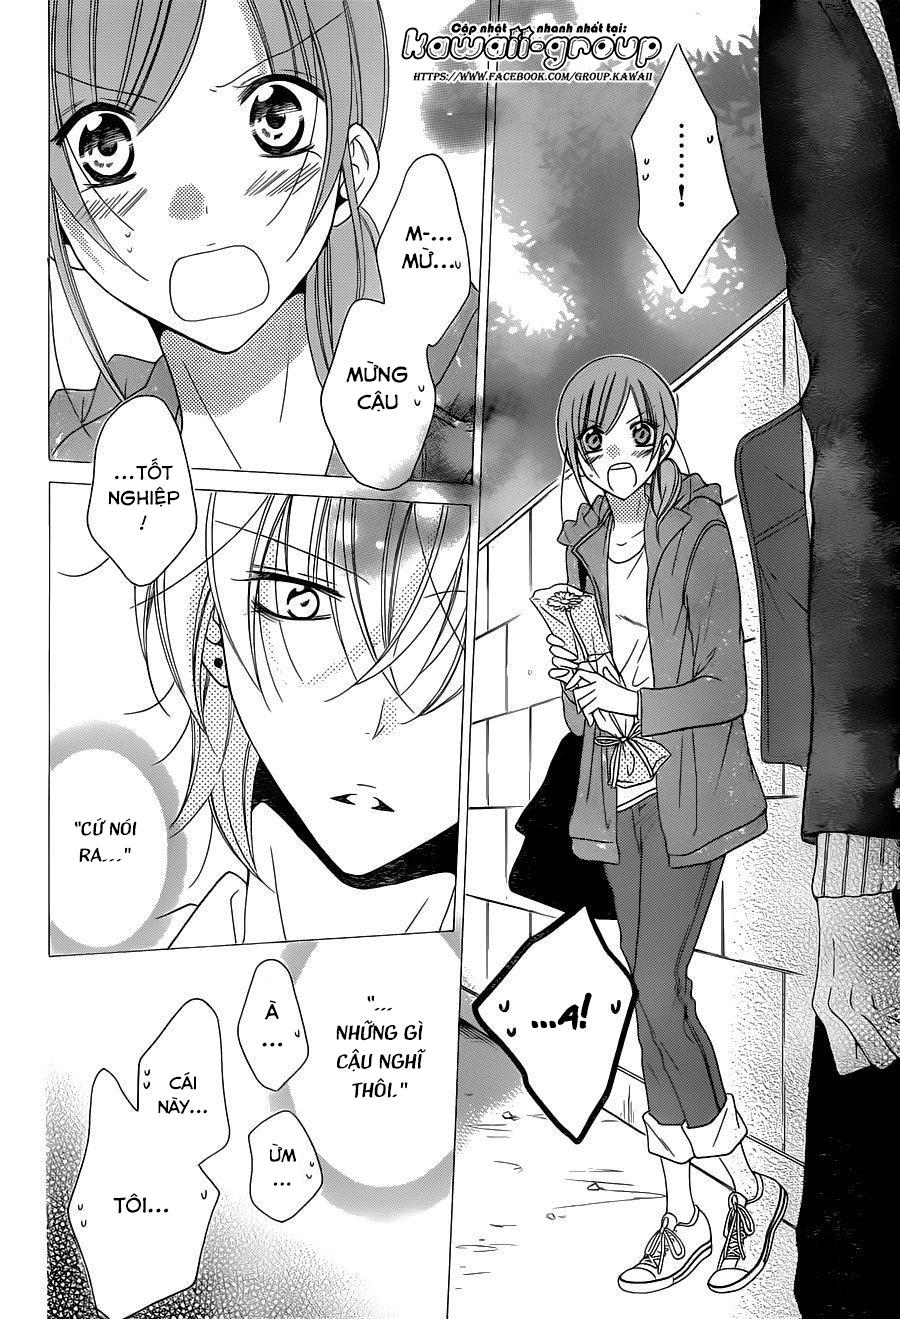 Cập nhật nhanh nhất tại:
Kawaii-group
HTTPS://WWW.FACEBOOK.COM/GROUP.KAWAII
.......!
...A!
M-...
MỪ...
MỪNG
CẬU
...TỐT
NGHIỆP
!
"CỨ NÓI
RA..."
"...
NHỮNG GÌ
CẬU NGHĨ
THÔI."
À
...
ỪM
...
CÁI
NÀY...
TÔI...